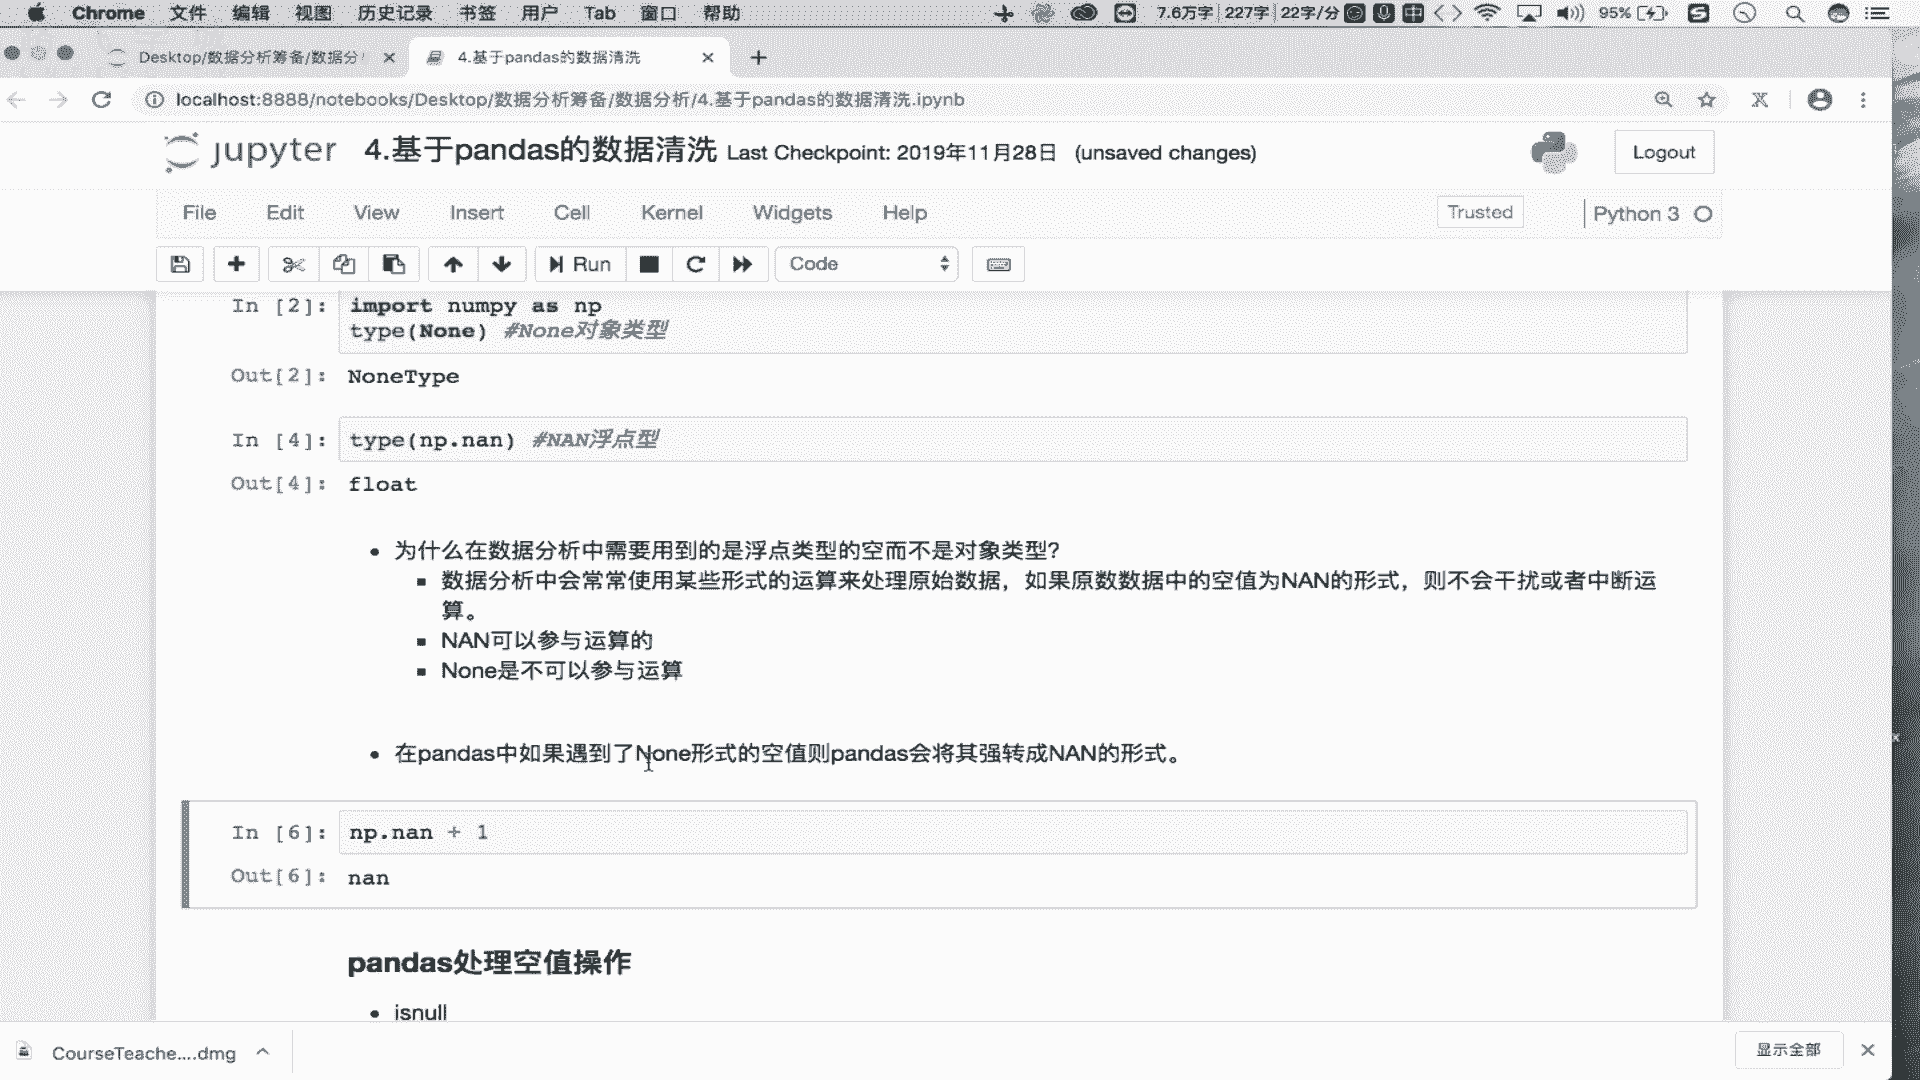 Chrome 文件 编辑 视图 历史记录 书签 用户 Tab 窗口 帮助 7.6万字 227字 22字/分 中 95%
Desktop/数据分析筹备/数据分
4.基于pandas的数据清洗
localhost:8888/notebooks/Desktop/数据分析筹备/数据分析/4.基于pandas的数据清洗.ipynb
jupyter 4.基于pandas的数据清洗 Last Checkpoint: 2019年11月28日 (unsaved changes)
Logout
File Edit View Insert Cell Kernel Widgets Help Trusted Python 3
Run Code
In [2]: import numpy as np
type(None) #None对象类型
Out[2]: NoneType
In [4]: type(np.nan) #NAN浮点型
Out[4]: float
• 为什么在数据分析中需要用到的是浮点类型的空而不是对象类型?
▪ 数据分析中会常常使用某些形式的运算来处理原始数据，如果原数数据中的空值为NAN的形式，则不会干扰或者中断运
算。
▪ NAN可以参与运算的
▪ None是不可以参与运算
• 在pandas中如果遇到了None形式的空值则pandas会将其强转成NAN的形式。
In [6]: np.nan + 1
Out[6]: nan
pandas处理空值操作
• isnull
CourseTeache....dmg
显示全部